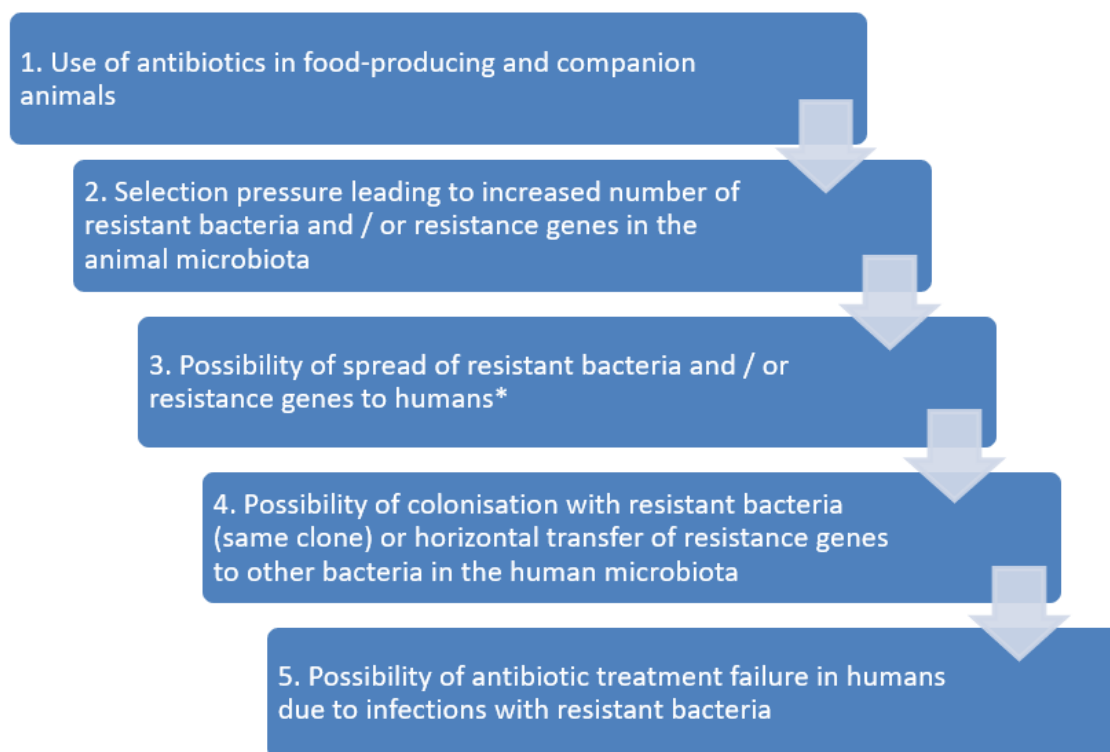 1. Use of antibiotics in food-producing and companion
animals
2. Selection pressure leading to increased number of
resistant bacteria and / or resistance genes in the
animal microbiota
3. Possibility of spread of resistant bacteria and / or
resistance genes to humans*
4. Possibility of colonisation with resistant bacteria
(same clone) or horizontal transfer of resistance genes
to other bacteria in the human microbiota
5. Possibility of antibiotic treatment failure in humans
due to infections with resistant bacteria